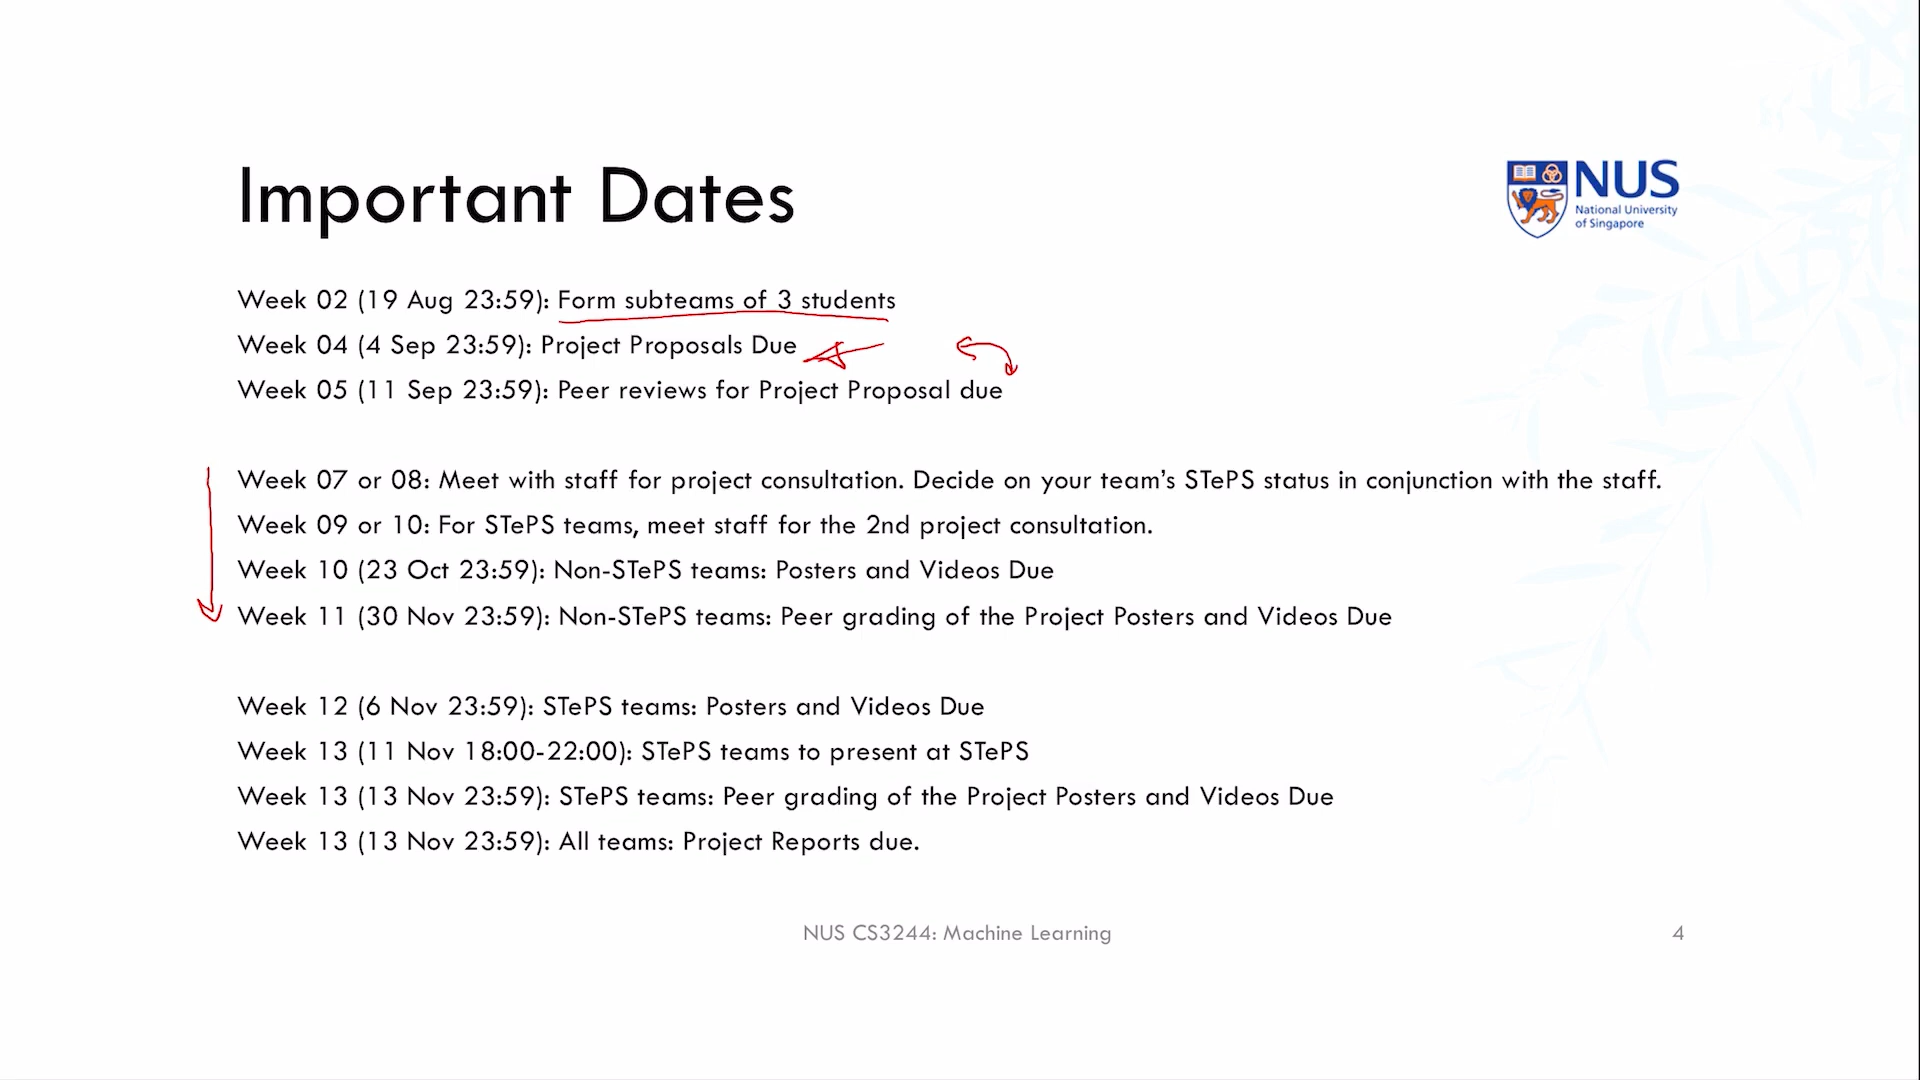 Important Dates
NUS
National University
of Singapore
Week 02 (19 Aug 23:59): Form subteams of 3 students
Week 04 (4 Sep 23:59): Project Proposals Due
Week 05 (11 Sep 23:59): Peer reviews for Project Proposal due
Week 07 or 08: Meet with staff for project consultation. Decide on your team’s STePS status in conjunction with the staff.
Week 09 or 10: For STePS teams, meet staff for the 2nd project consultation.
Week 10 (23 Oct 23:59): Non-STePS teams: Posters and Videos Due
Week 11 (30 Nov 23:59): Non-STePS teams: Peer grading of the Project Posters and Videos Due
Week 12 (6 Nov 23:59): STePS teams: Posters and Videos Due
Week 13 (11 Nov 18:00-22:00): STePS teams to present at STePS
Week 13 (13 Nov 23:59): STePS teams: Peer grading of the Project Posters and Videos Due
Week 13 (13 Nov 23:59): All teams: Project Reports due.
NUS CS3244: Machine Learning
4